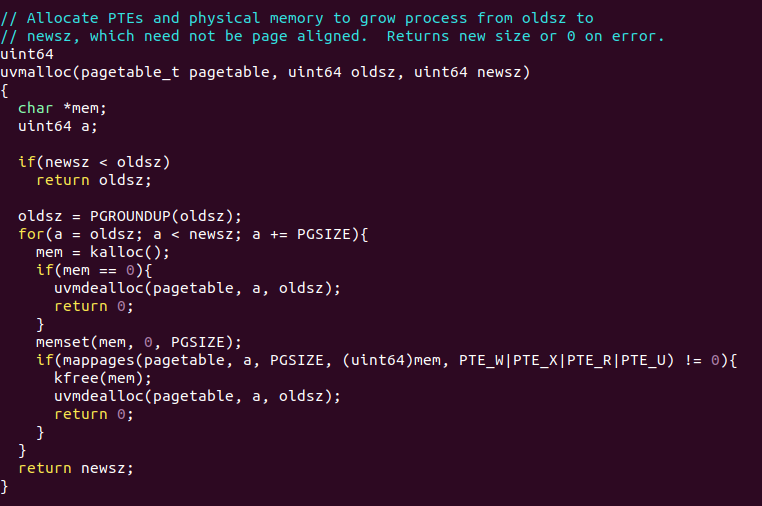 // Allocate PTEs and physical memory to grow process from oldsz to
// newsz, which need not be page aligned.  Returns new size or 0 on error.
uint64
uvmalloc(pagetable_t pagetable, uint64 oldsz, uint64 newsz)
{
  char *mem;
  uint64 a;

  if(newsz < oldsz)
    return oldsz;

  oldsz = PGROUNDUP(oldsz);
  for(a = oldsz; a < newsz; a += PGSIZE){
    mem = kalloc();
    if(mem == 0){
      uvmdealloc(pagetable, a, oldsz);
      return 0;
    }
    memset(mem, 0, PGSIZE);
    if(mappages(pagetable, a, PGSIZE, (uint64)mem, PTE_W|PTE_X|PTE_R|PTE_U) != 0){
      kfree(mem);
      uvmdealloc(pagetable, a, oldsz);
      return 0;
    }
  }
  return newsz;
}